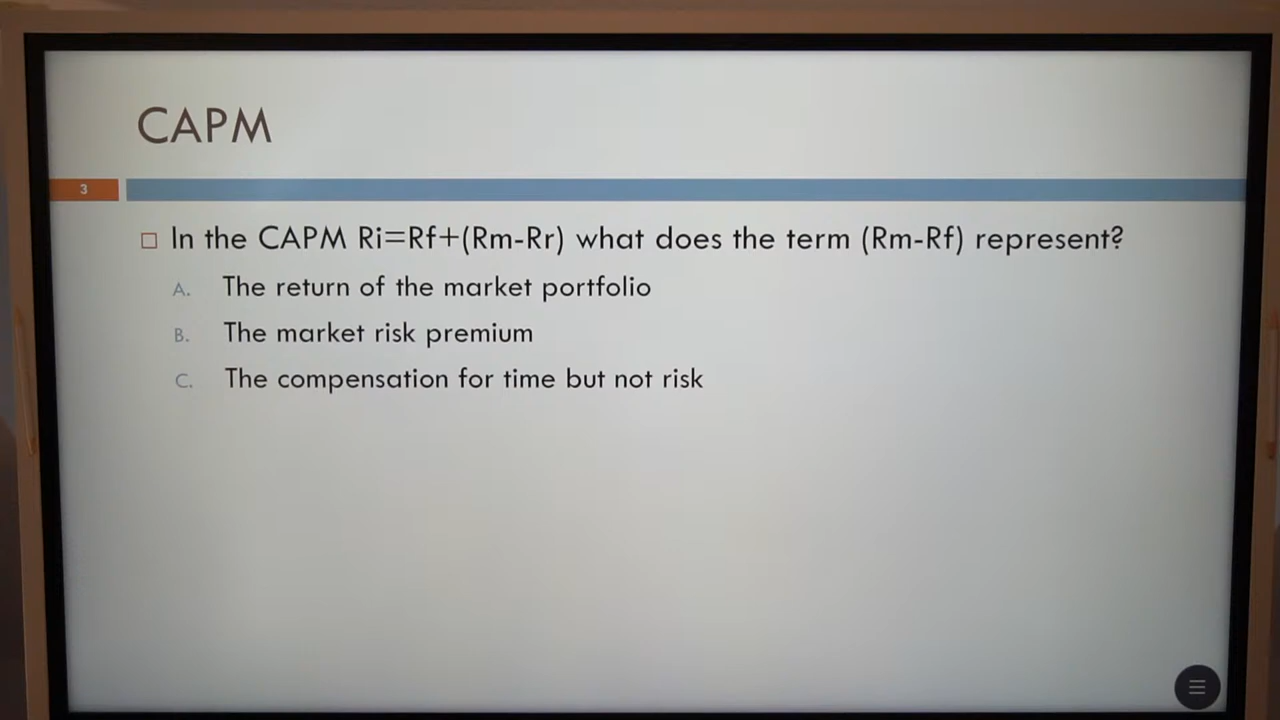 CAPM
3
In the CAPM Ri=Rf+(Rm-Rr) what does the term (Rm-Rf) represent?
A. The return of the market portfolio
B. The market risk premium
C. The compensation for time but not risk